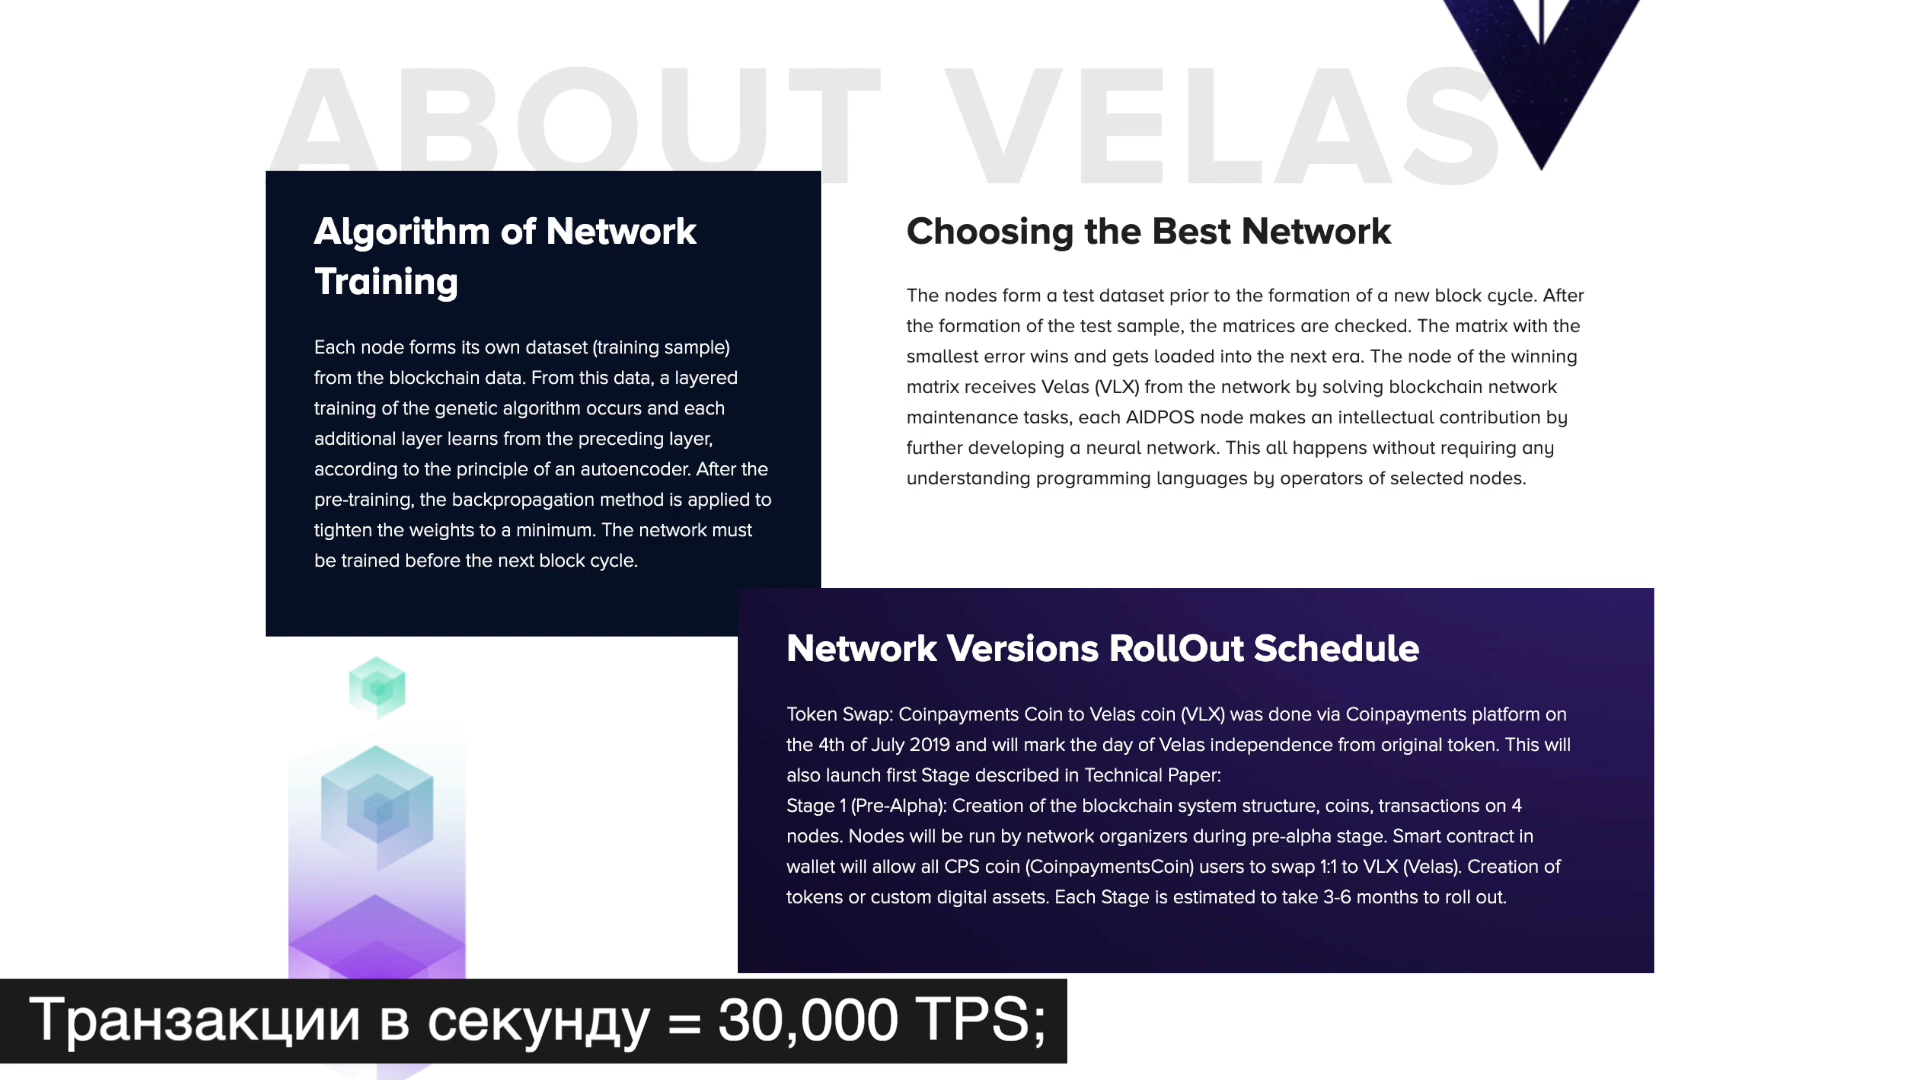 ABOUT VELAS
Algorithm of Network
Training
Each node forms its own dataset (training sample)
from the blockchain data. From this data, a layered
training of the genetic algorithm occurs and each
additional layer learns from the preceding layer,
according to the principle of an autoencoder. After the
pre-training, the backpropagation method is applied to
tighten the weights to a minimum. The network must
be trained before the next block cycle.
Choosing the Best Network
The nodes form a test dataset prior to the formation of a new block cycle. After
the formation of the test sample, the matrices are checked. The matrix with the
smallest error wins and gets loaded into the next era. The node of the winning
matrix receives Velas (VLX) from the network by solving blockchain network
maintenance tasks, each AIDPOS node makes an intellectual contribution by
further developing a neural network. This all happens without requiring any
understanding programming languages by operators of selected nodes.
Network Versions RollOut Schedule
Token Swap: Coinpayments Coin to Velas coin (VLX) was done via Coinpayments platform on
the 4th of July 2019 and will mark the day of Velas independence from original token. This will
also launch first Stage described in Technical Paper:
Stage 1 (Pre-Alpha): Creation of the blockchain system structure, coins, transactions on 4
nodes. Nodes will be run by network organizers during pre-alpha stage. Smart contract in
wallet will allow all CPS coin (CoinpaymentsCoin) users to swap 1:1 to VLX (Velas). Creation of
tokens or custom digital assets. Each Stage is estimated to take 3-6 months to roll out.
Транзакции в секунду = 30,000 TPS;